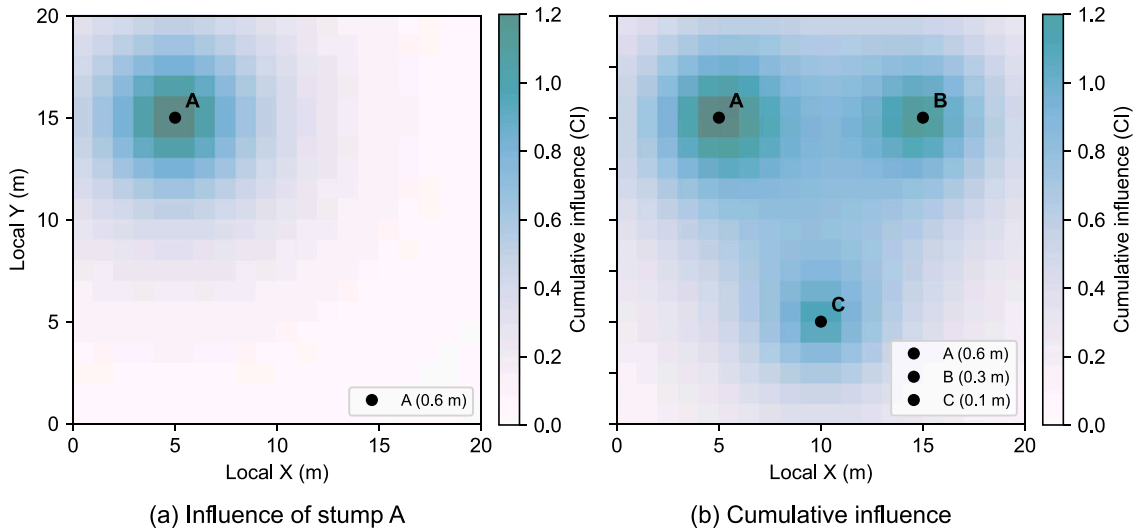 20
15
10
5
0
Local Y (m)
A
A (0.6 m)
0
5
10
15
20
Local X (m)
1.2
1.0
0.8
0.6
0.4
0.2
0.0
Cumulative influence (CI)
(a) Influence of stump A
A
B
C
A (0.6 m)
B (0.3 m)
C (0.1 m)
0
5
10
15
20
Local X (m)
1.2
1.0
0.8
0.6
0.4
0.2
0.0
Cumulative influence (CI)
(b) Cumulative influence